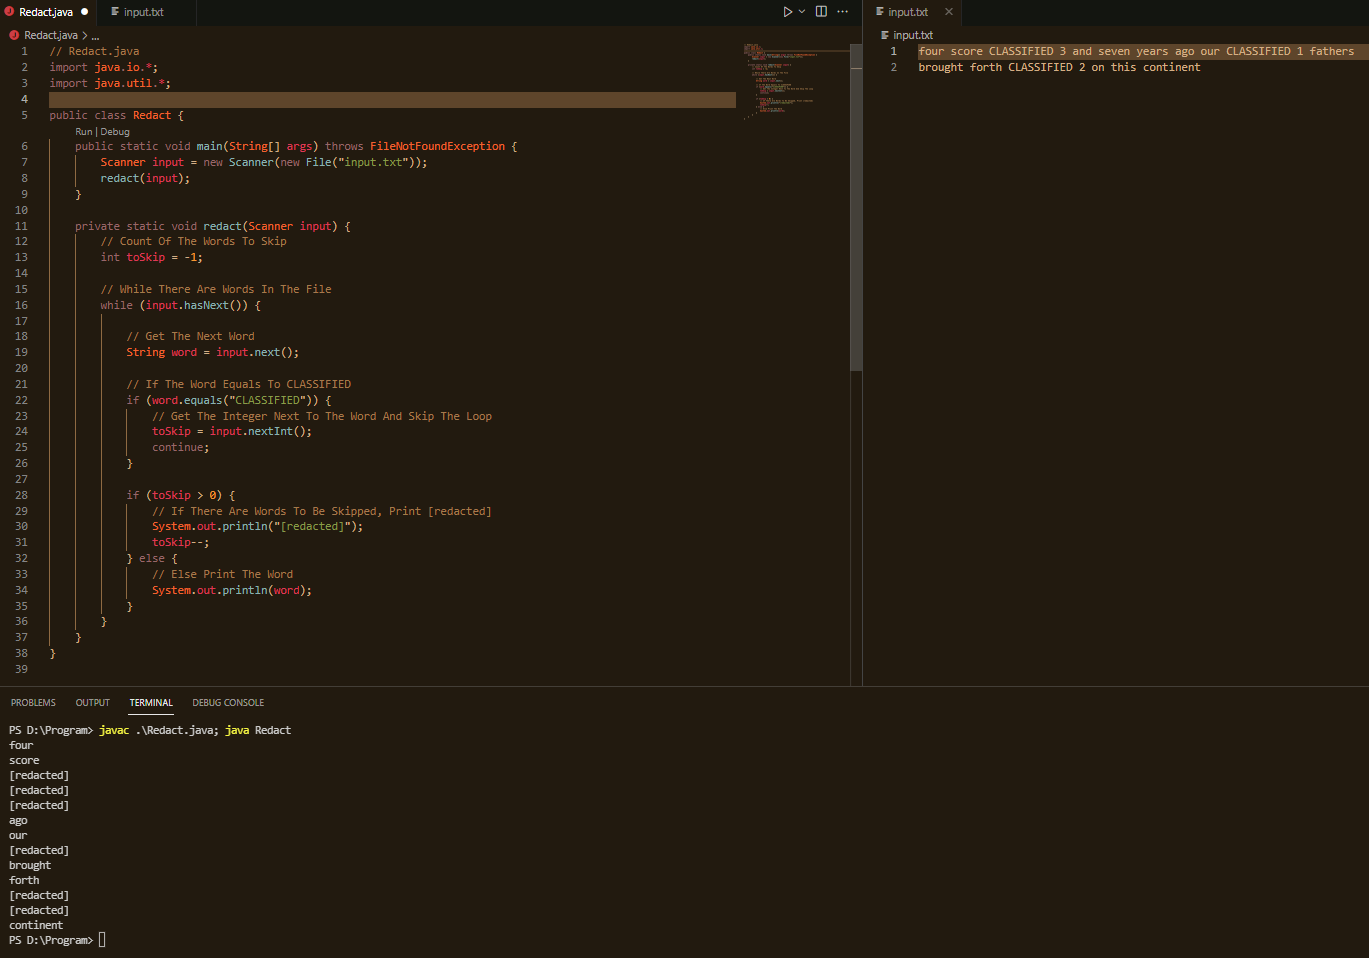 Redact.java ● input.txt
Redact.java > ...
1 // Redact.java
2 import java.io.*;
3 import java.util.*;
4
5 public class Redact {
Run | Debug
6 public static void main(String[] args) throws FileNotFoundException {
7 Scanner input = new Scanner(new File("input.txt"));
8 redact(input);
9 }
10
11 private static void redact(Scanner input) {
12 // Count Of The Words To Skip
13 int toSkip = -1;
14
15 // While There Are Words In The File
16 while (input.hasNext()) {
17
18 // Get The Next Word
19 String word = input.next();
20
21 // If The Word Equals To CLASSIFIED
22 if (word.equals("CLASSIFIED")) {
23 // Get The Integer Next To The Word And Skip The Loop
24 toSkip = input.nextInt();
25 continue;
26 }
27
28 if (toSkip > 0) {
29 // If There Are Words To Be Skipped, Print [redacted]
30 System.out.println("[redacted]");
31 toSkip--;
32 } else {
33 // Else Print The Word
34 System.out.println(word);
35 }
36 }
37 }
38 }
39
input.txt
input.txt
1 four score CLASSIFIED 3 and seven years ago our CLASSIFIED 1 fathers
2 brought forth CLASSIFIED 2 on this continent
PROBLEMS OUTPUT TERMINAL DEBUG CONSOLE
PS D:\Program> javac .\Redact.java; java Redact
four
score
[redacted]
[redacted]
[redacted]
ago
our
[redacted]
brought
forth
[redacted]
[redacted]
continent
PS D:\Program>